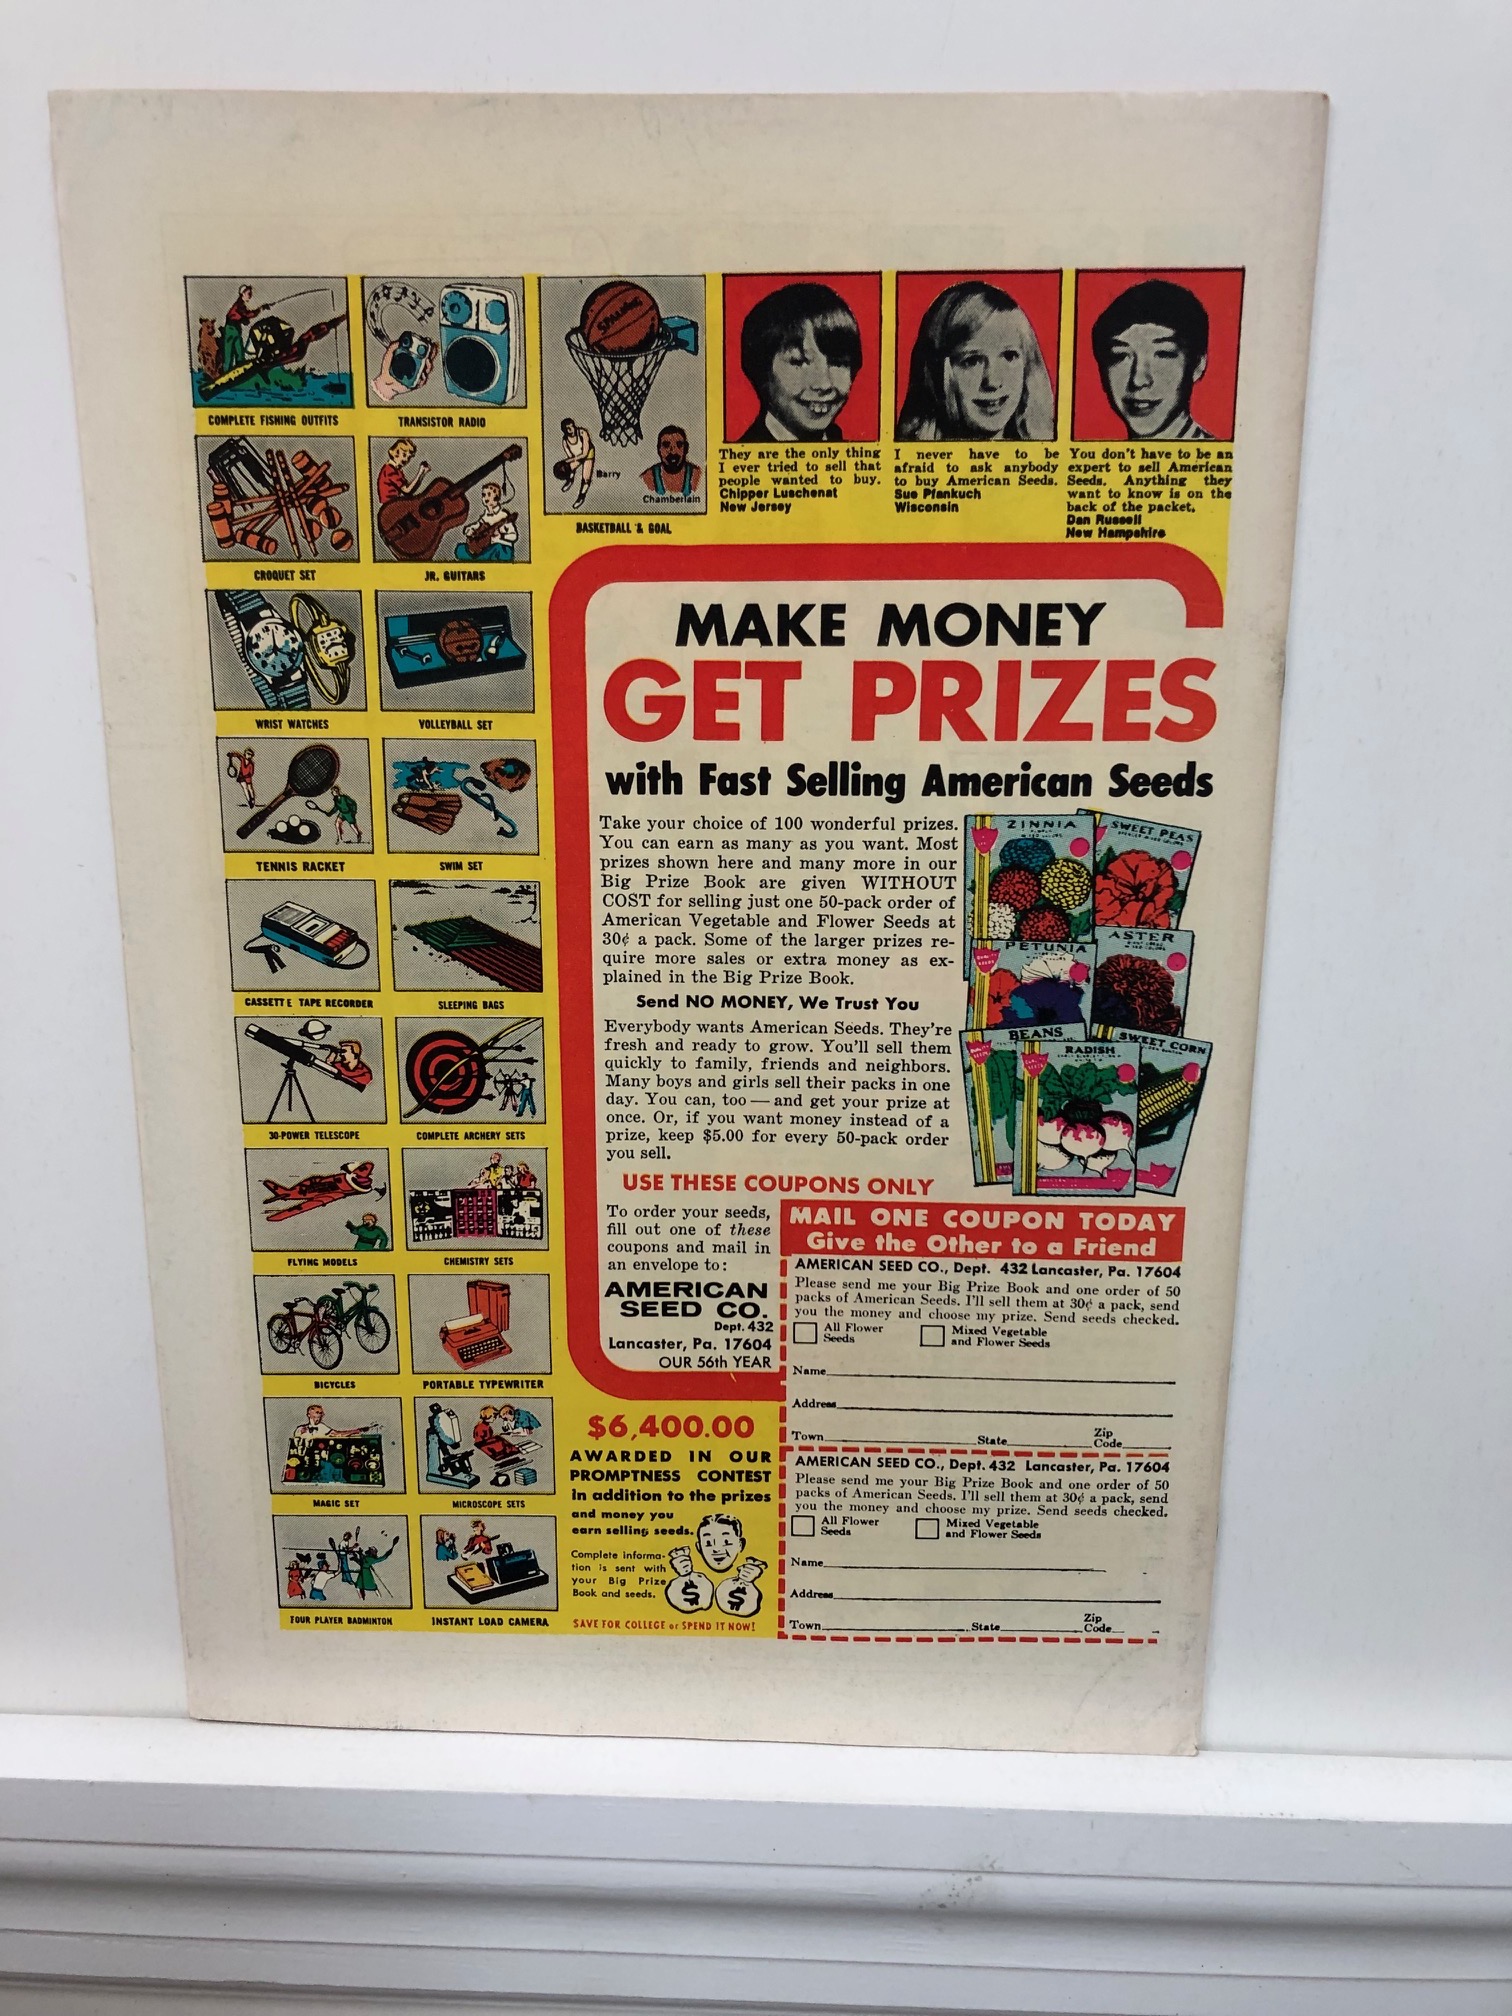 COMPLETE FISHING OUTFITS
TRANSISTOR RADIO
SPALDING
Barry
Chamberlain
BASKETBALL & GOAL
CROQUET SET
JR. GUITARS
WRIST WATCHES
VOLLEYBALL SET
TENNIS RACKET
SWIM SET
CASSETTE TAPE RECORDER
SLEEPING BAGS
30-POWER TELESCOPE
COMPLETE ARCHERY SETS
FLYING MODELS
CHEMISTRY SETS
BICYCLES
PORTABLE TYPEWRITER
MAGIC SET
MICROSCOPE SETS
FOUR PLAYER BADMINTON
INSTANT LOAD CAMERA
They are the only thing
I ever tried to sell that
people wanted to buy.
Chipper Luschenat
New Jersey
I never have to be
afraid to ask anybody
to buy American Seeds.
Sue Pfankuch
Wisconsin
You don't have to be an
expert to sell American
Seeds. Anything they
want to know is on the
back of the packet.
Dan Russell
New Hampshire
MAKE MONEY
GET PRIZES
with Fast Selling American Seeds
Take your choice of 100 wonderful prizes.
You can earn as many as you want. Most
prizes shown here and many more in our
Big Prize Book are given WITHOUT
COST for selling just one 50-pack order of
American Vegetable and Flower Seeds at
30¢ a pack. Some of the larger prizes re-
quire more sales or extra money as ex-
plained in the Big Prize Book.
Send NO MONEY, We Trust You
Everybody wants American Seeds. They're
fresh and ready to grow. You'll sell them
quickly to family, friends and neighbors.
Many boys and girls sell their packs in one
day. You can, too — and get your prize at
once. Or, if you want money instead of a
prize, keep $5.00 for every 50-pack order
you sell.
ZINNIA
SWEET PEAS
PETUNIA
ASTER
BEANS
RADISH
SWEET CORN
USE THESE COUPONS ONLY
To order your seeds,
fill out one of these
coupons and mail in
an envelope to:
AMERICAN
SEED CO.
Dept. 432
Lancaster, Pa. 17604
OUR 56th YEAR
MAIL ONE COUPON TODAY
Give the Other to a Friend
AMERICAN SEED CO., Dept. 432 Lancaster, Pa. 17604
Please send me your Big Prize Book and one order of 50
packs of American Seeds. I'll sell them at 30¢ a pack, send
you the money and choose my prize. Send seeds checked.
All Flower
Seeds
Mixed Vegetable
and Flower Seeds
Name
Address
Town State Zip
Code
AMERICAN SEED CO., Dept. 432 Lancaster, Pa. 17604
Please send me your Big Prize Book and one order of 50
packs of American Seeds. I'll sell them at 30¢ a pack, send
you the money and choose my prize. Send seeds checked.
All Flower
Seeds
Mixed Vegetable
and Flower Seeds
Name
Address
Town State Zip
Code
$6,400.00
AWARDED IN OUR
PROMPTNESS CONTEST
in addition to the prizes
and money you
earn selling seeds.
Complete informa-
tion is sent with
your Big Prize
Book and seeds.
$ $
SAVE FOR COLLEGE or SPEND IT NOW!